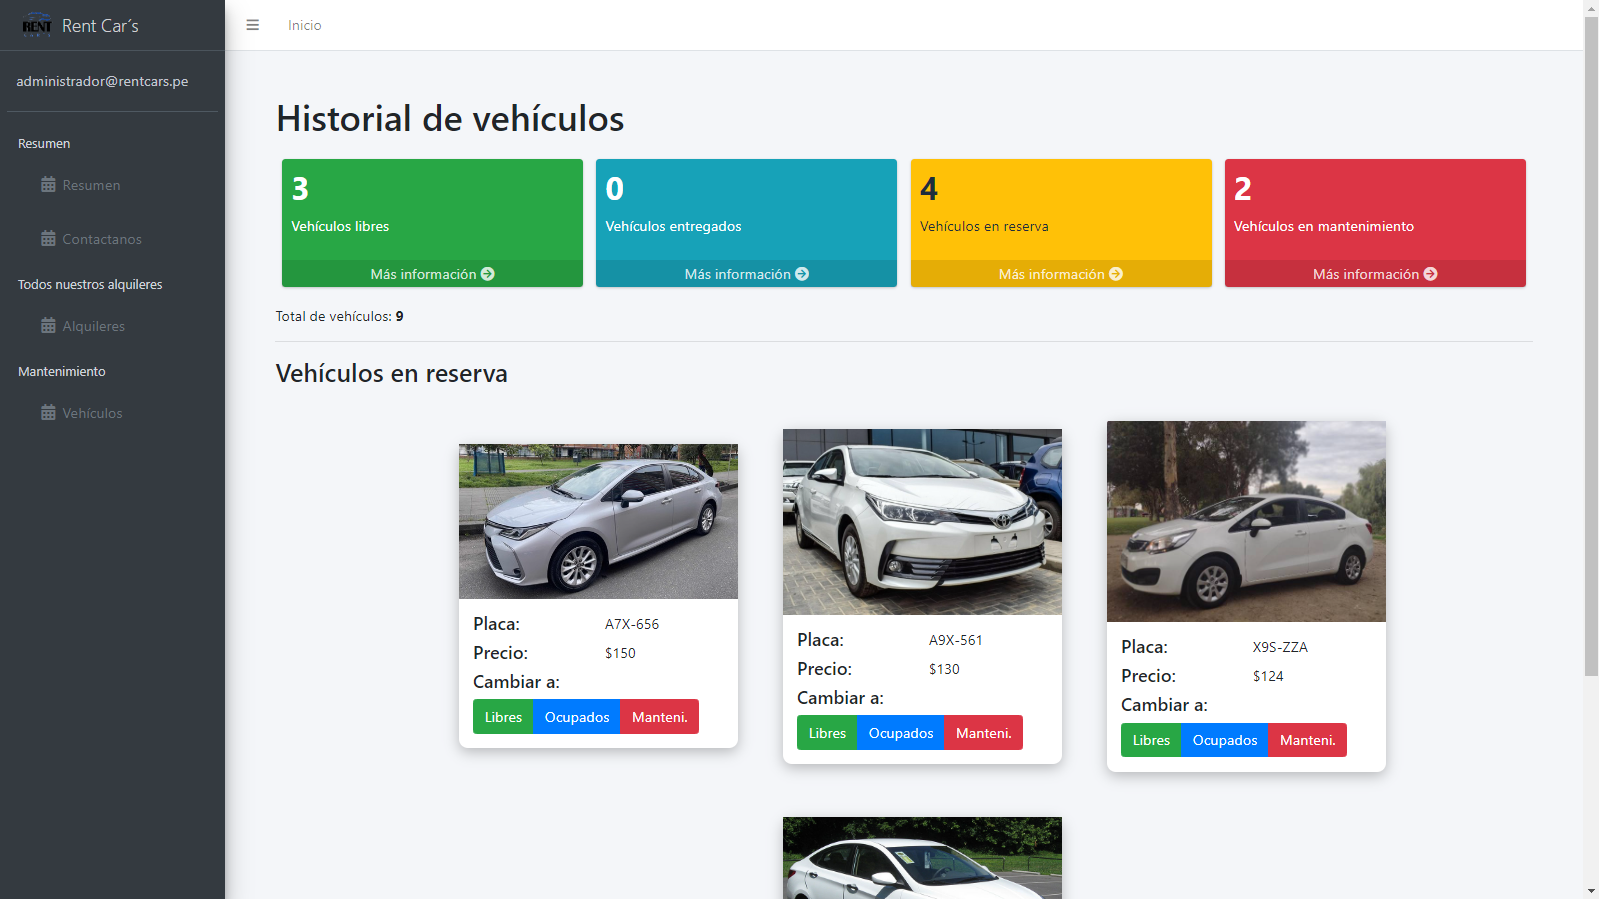 RENT
CAR'S
Rent Car´s
Inicio
administrador@rentcars.pe
Resumen
Resumen
Contactanos
Todos nuestros alquileres
Alquileres
Mantenimiento
Vehículos
Historial de vehículos
3
Vehículos libres
Más información
0
Vehículos entregados
Más información
4
Vehículos en reserva
Más información
2
Vehículos en mantenimiento
Más información
Total de vehículos: 9
Vehículos en reserva
Placa: A7X-656
Precio: $150
Cambiar a:
Libres Ocupados Manteni.
Placa: A9X-561
Precio: $130
Cambiar a:
Libres Ocupados Manteni.
Placa: X9S-ZZA
Precio: $124
Cambiar a:
Libres Ocupados Manteni.